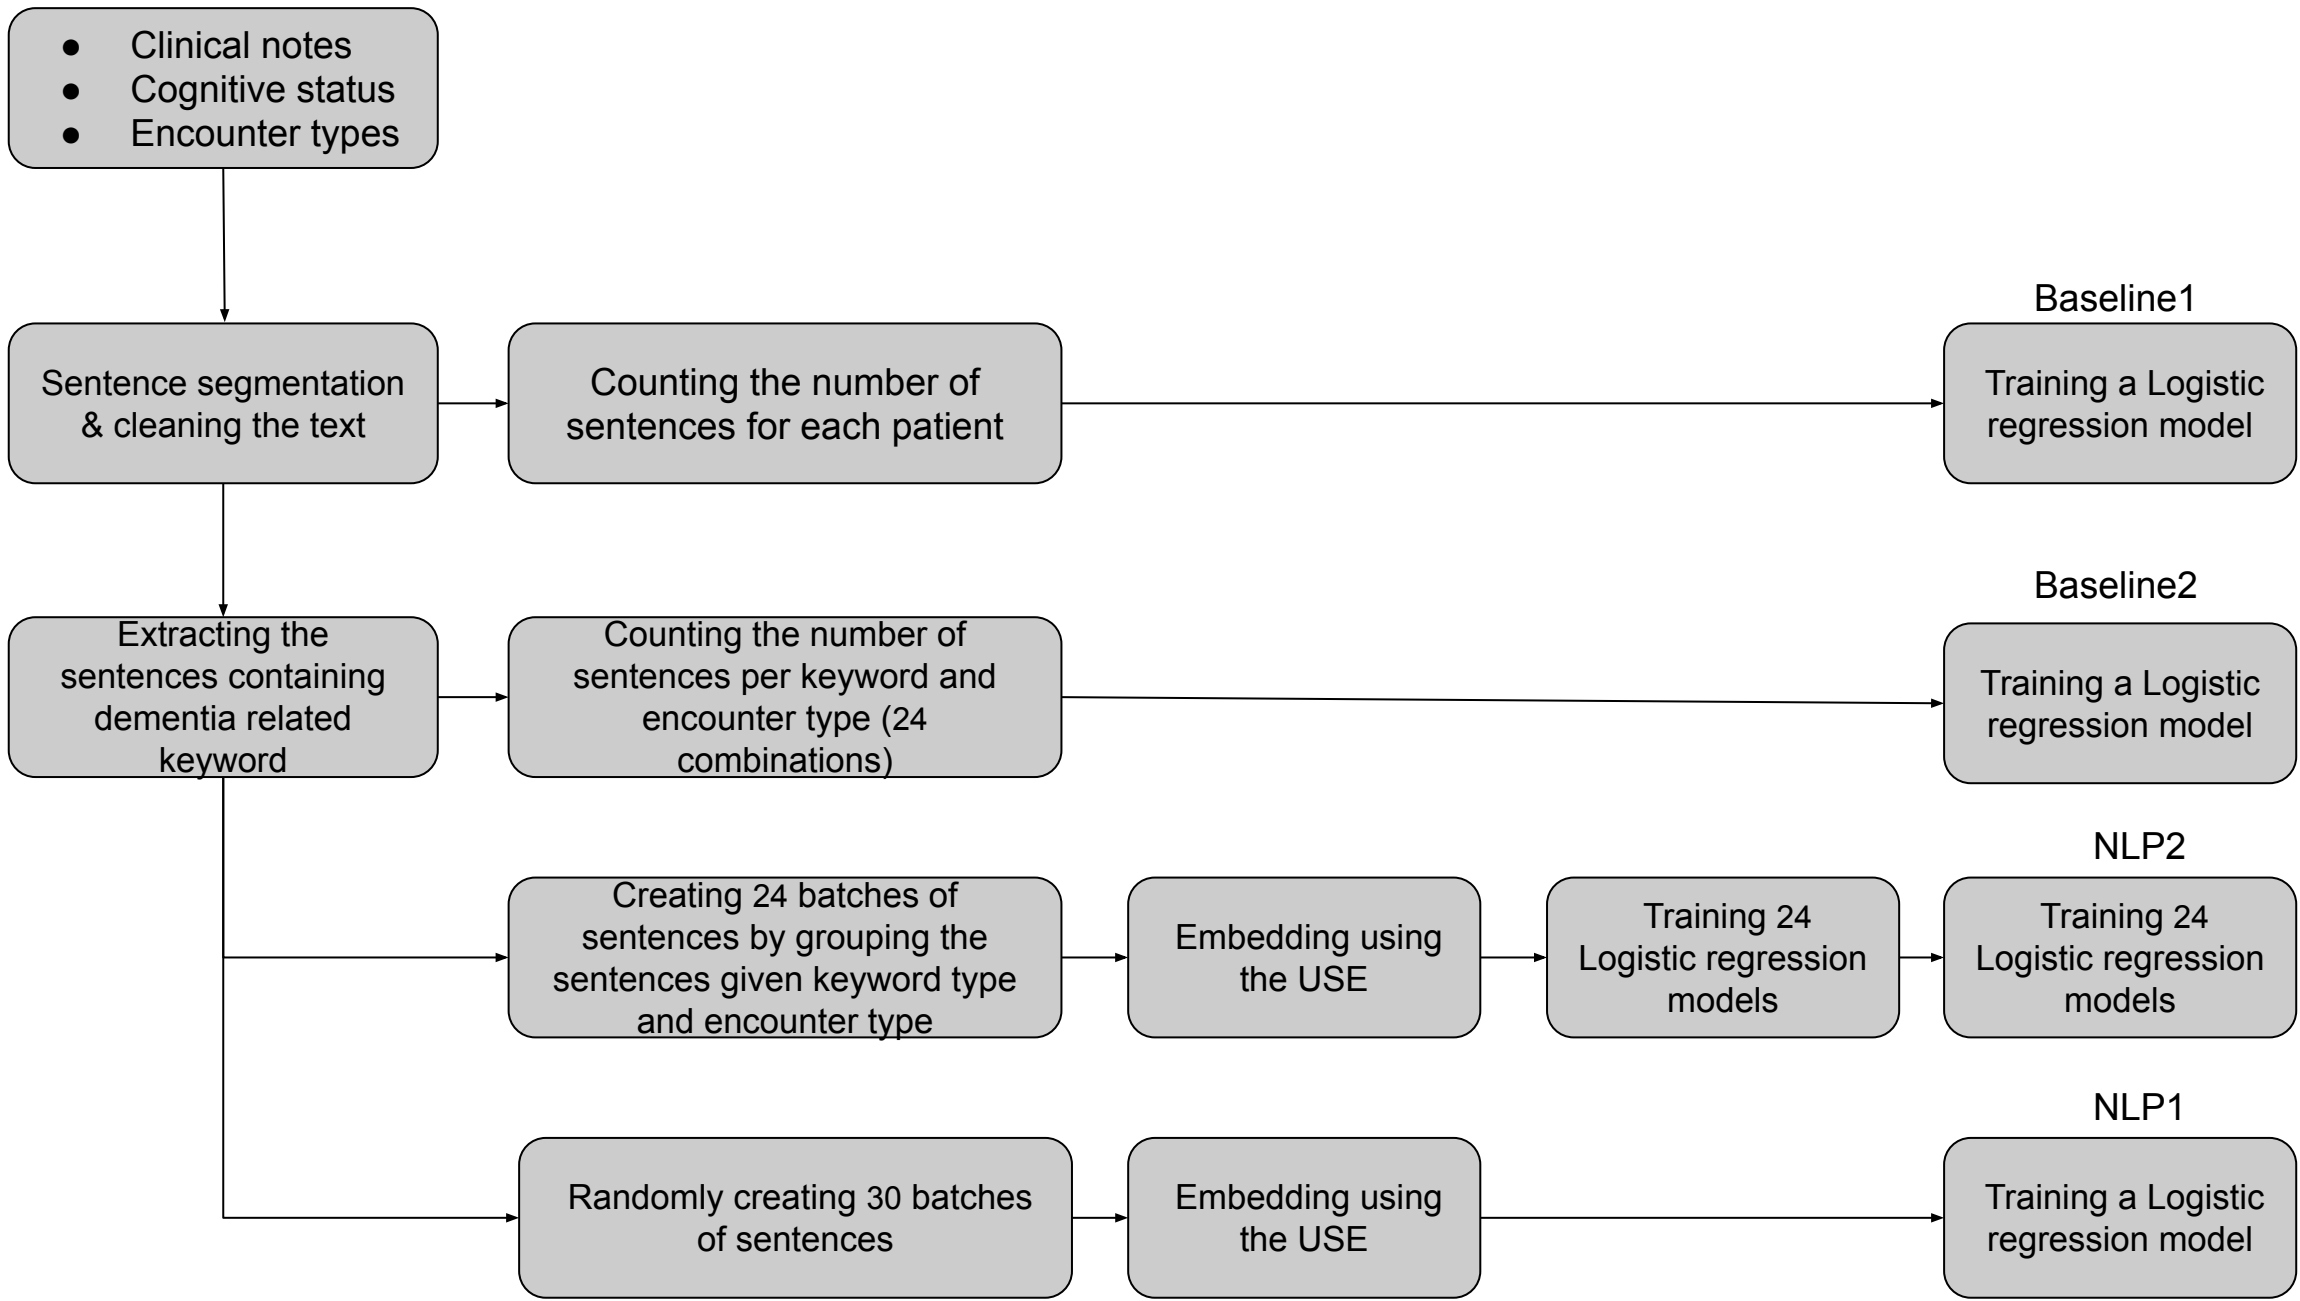 ● Clinical notes
● Cognitive status
● Encounter types
Baseline1
Sentence segmentation
& cleaning the text
Counting the number of
sentences for each patient
Training a Logistic
regression model
Baseline2
Extracting the
sentences containing
dementia related
keyword
Counting the number of
sentences per keyword and
encounter type (24
combinations)
Training a Logistic
regression model
NLP2
Creating 24 batches of
sentences by grouping the
sentences given keyword type
and encounter type
Embedding using
the USE
Training 24
Logistic regression
models
Training 24
Logistic regression
models
NLP1
Randomly creating 30 batches
of sentences
Embedding using
the USE
Training a Logistic
regression model